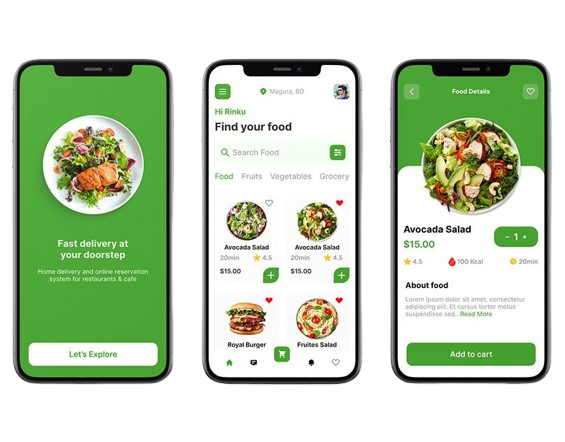 Fast delivery at
your doorstep
Home delivery and online reservation
system for restaurants & cafe
Let's Explore
Magura, BD
Hi Rinku
Find your food
Search Food
Food Fruits Vegetables Grocery
Avocada Salad
20min 4.5
$15.00
Avocada Salad
20min 4.5
$15.00
Royal Burger
Fruites Salad
Food Details
Avocada Salad
$15.00
− 1 +
4.5 100 Kcal 20min
About food
Lorem ipsum dolor sit amet, consectetur
adipiscing elit. Et cursus tortor metus
suspendisse sed...Read More
Add to cart